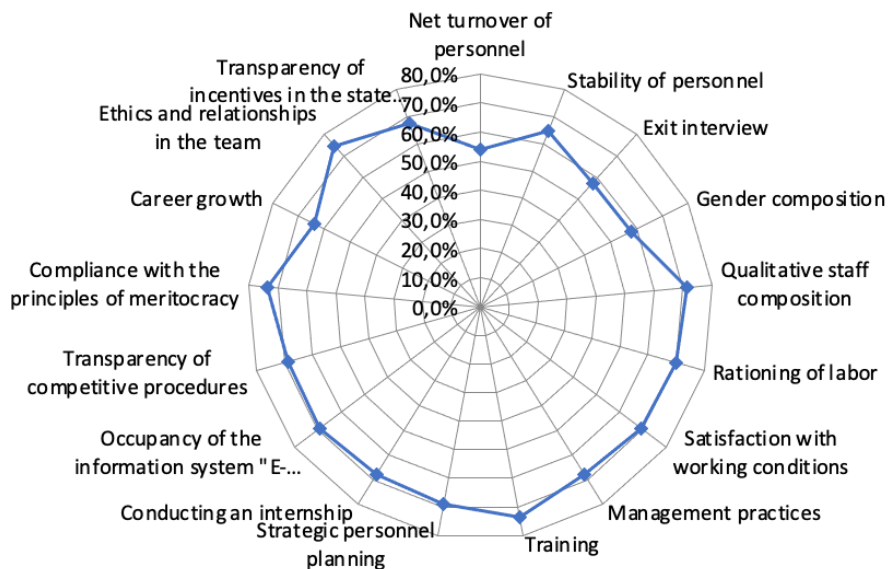 Net turnover of
personnel
Stability of personnel
Exit interview
Gender composition
Qualitative staff
composition
Rationing of labor
Satisfaction with
working conditions
Management practices
Training
Strategic personnel
planning
Conducting an internship
Occupancy of the
information system "E-...
Transparency of
competitive procedures
Compliance with the
principles of meritocracy
Career growth
Ethics and relationships
in the team
Transparency of
incentives in the state...
80,0%
70,0%
60,0%
50,0%
40,0%
30,0%
20,0%
10,0%
0,0%